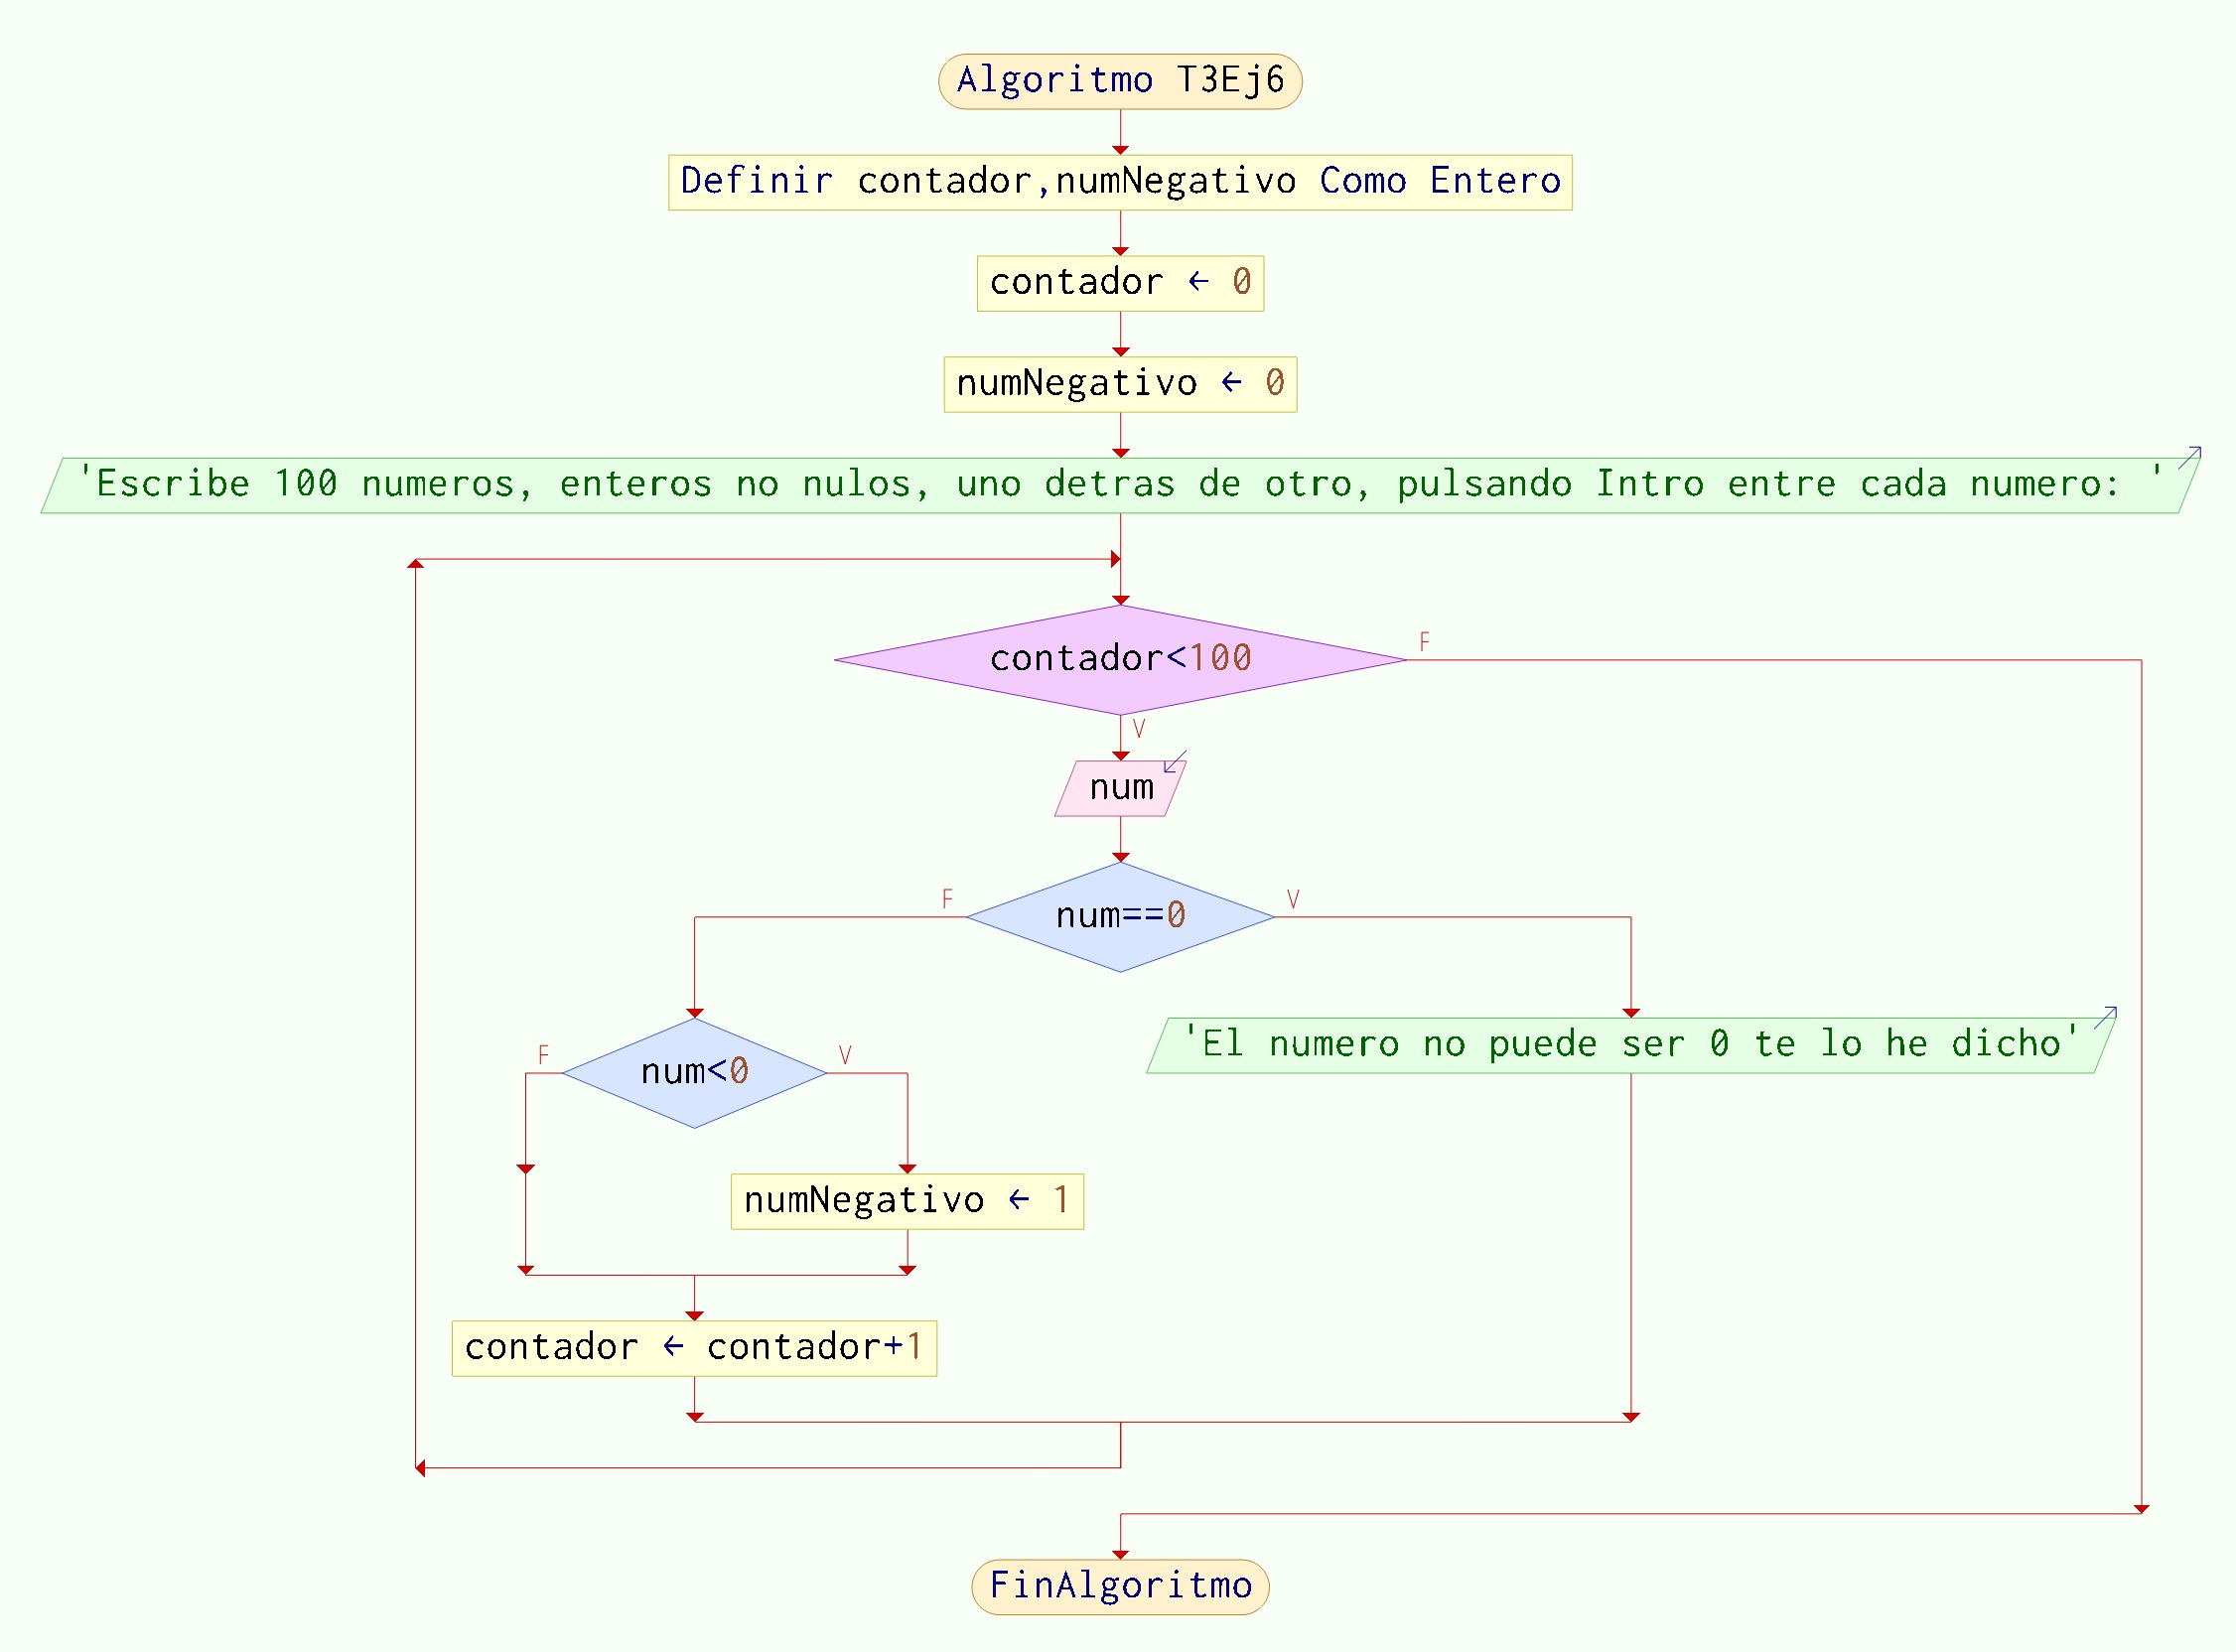 Algoritmo T3Ej6
Definir contador,numNegativo Como Entero
contador ← 0
numNegativo ← 0
'Escribe 100 numeros, enteros no nulos, uno detras de otro, pulsando Intro entre cada numero: '
contador<100
F
V
num
num==0
F
V
num<0
F
V
'El numero no puede ser 0 te lo he dicho'
numNegativo ← 1
contador ← contador+1
FinAlgoritmo